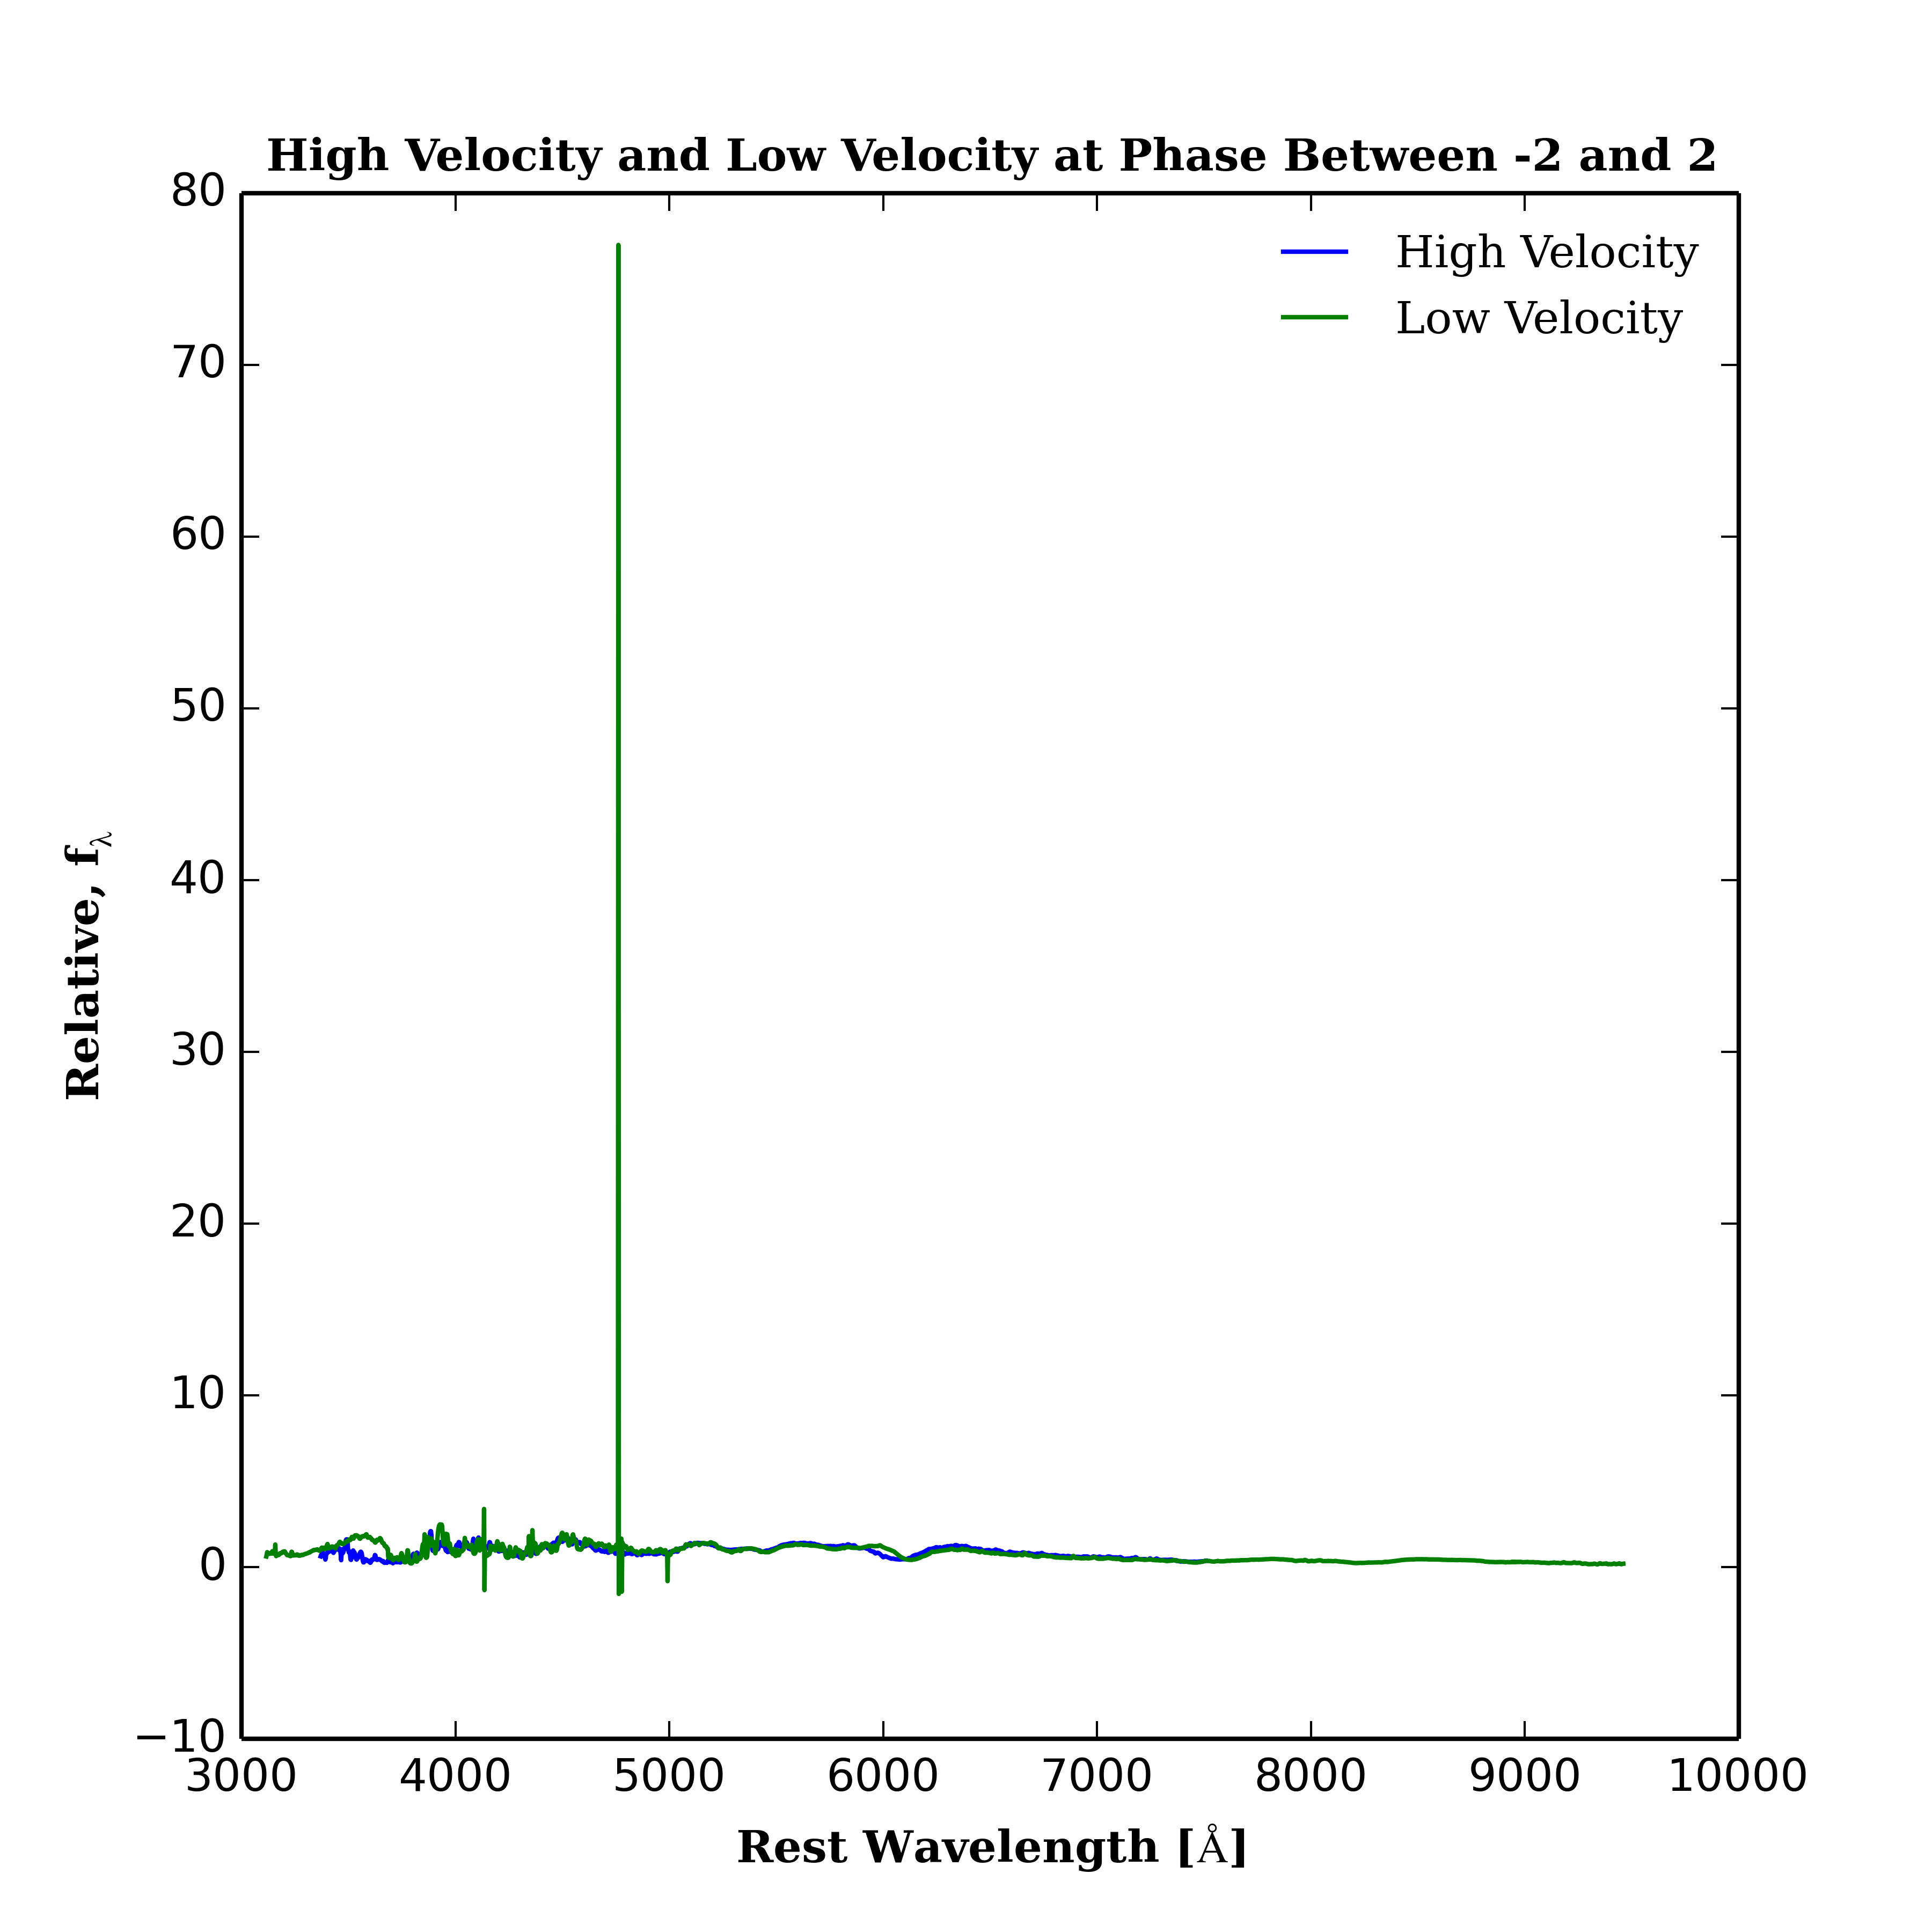 High Velocity and Low Velocity at Phase Between -2 and 2
80
70
60
50
40
30
20
10
0
−10
High Velocity
Low Velocity
Relative, fλ
3000 4000 5000 6000 7000 8000 9000 10000
Rest Wavelength [Å]